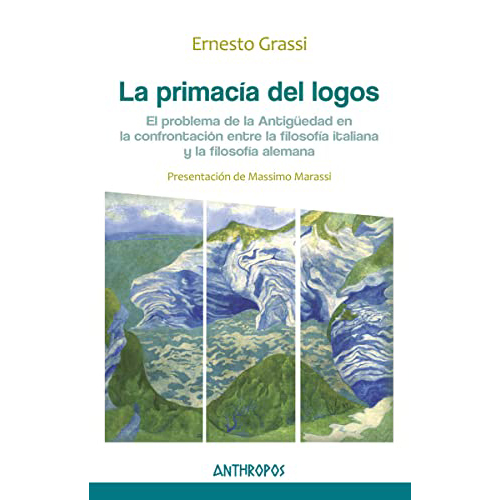 Ernesto Grassi
La primacía del logos
El problema de la Antigüedad en
la confrontación entre la filosofía italiana
y la filosofía alemana
Presentación de Massimo Marassi
ANTHROPOS